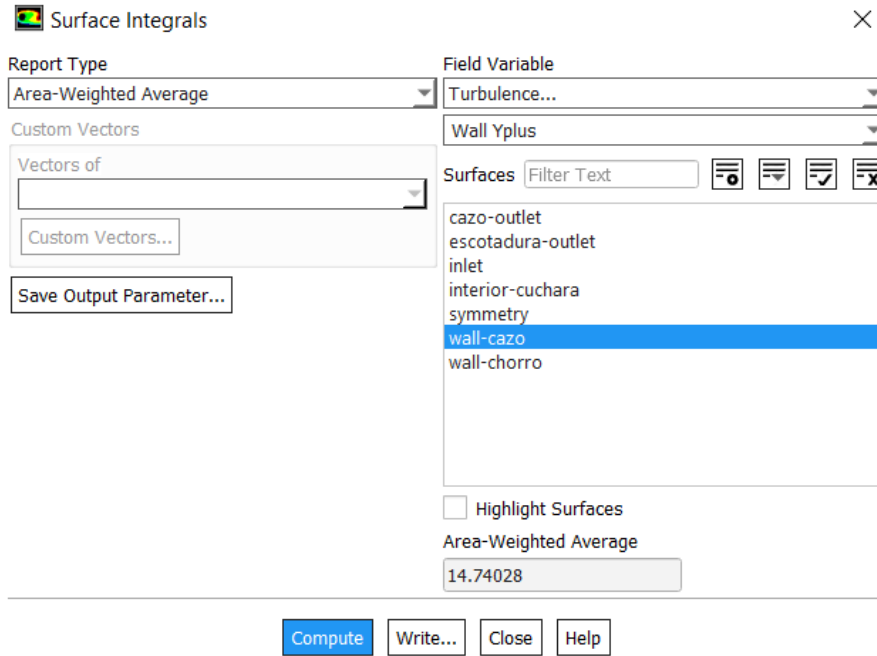 Surface Integrals
Report Type
Area-Weighted Average
Custom Vectors
Vectors of
Custom Vectors...
Save Output Parameter...
Field Variable
Turbulence...
Wall Yplus
Surfaces Filter Text
cazo-outlet
escotadura-outlet
inlet
interior-cuchara
symmetry
wall-cazo
wall-chorro
Highlight Surfaces
Area-Weighted Average
14.74028
Compute Write... Close Help